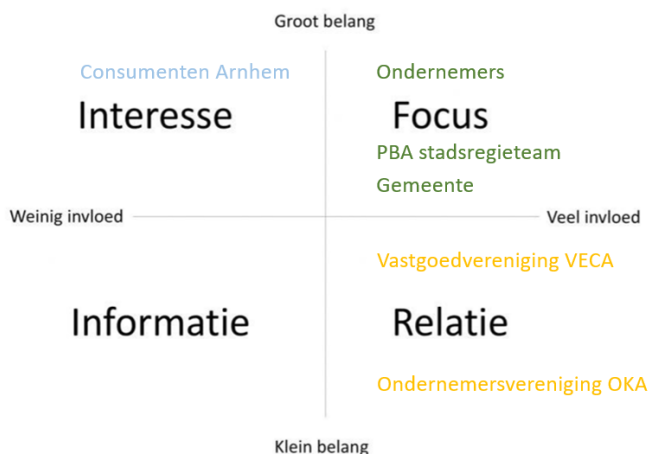 Groot belang
Consumenten Arnhem
Ondernemers
Interesse
Focus
PBA stadsregieteam
Gemeente
Weinig invloed
Veel invloed
Vastgoedvereniging VECA
Informatie
Relatie
Ondernemersvereniging OKA
Klein belang